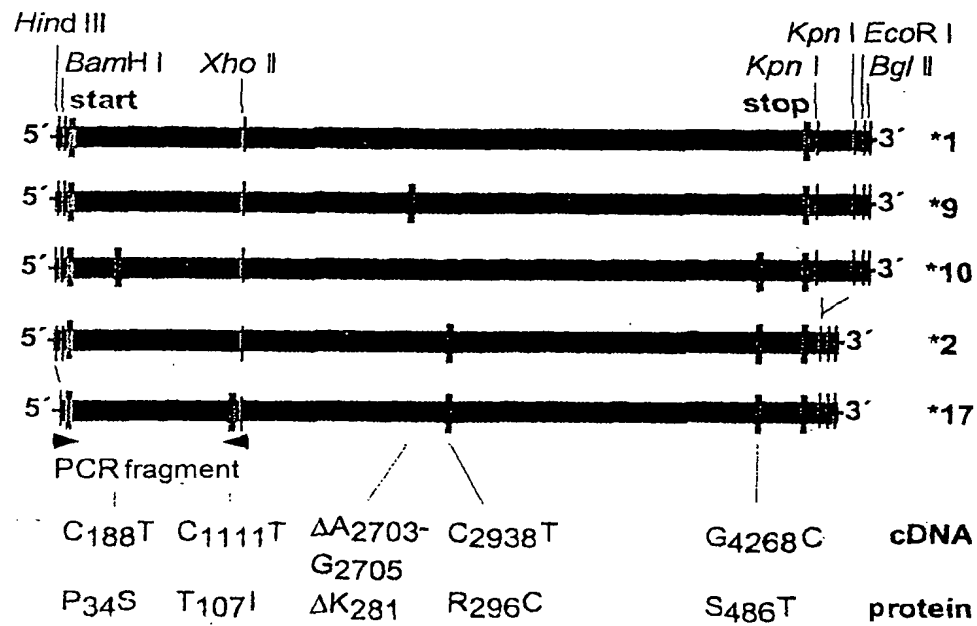 Hind III
Kpn I EcoR I
BamH I Xho II Kpn I Bgl II
start stop
5´ 3´ *1
5´ 3´ *9
5´ 3´ *10
5´ 3´ *2
5´ 3´ *17
PCR fragment
C188T C1111T ΔA2703- C2938T G4268C cDNA
G2705
P34S T107I ΔK281 R296C S486T protein